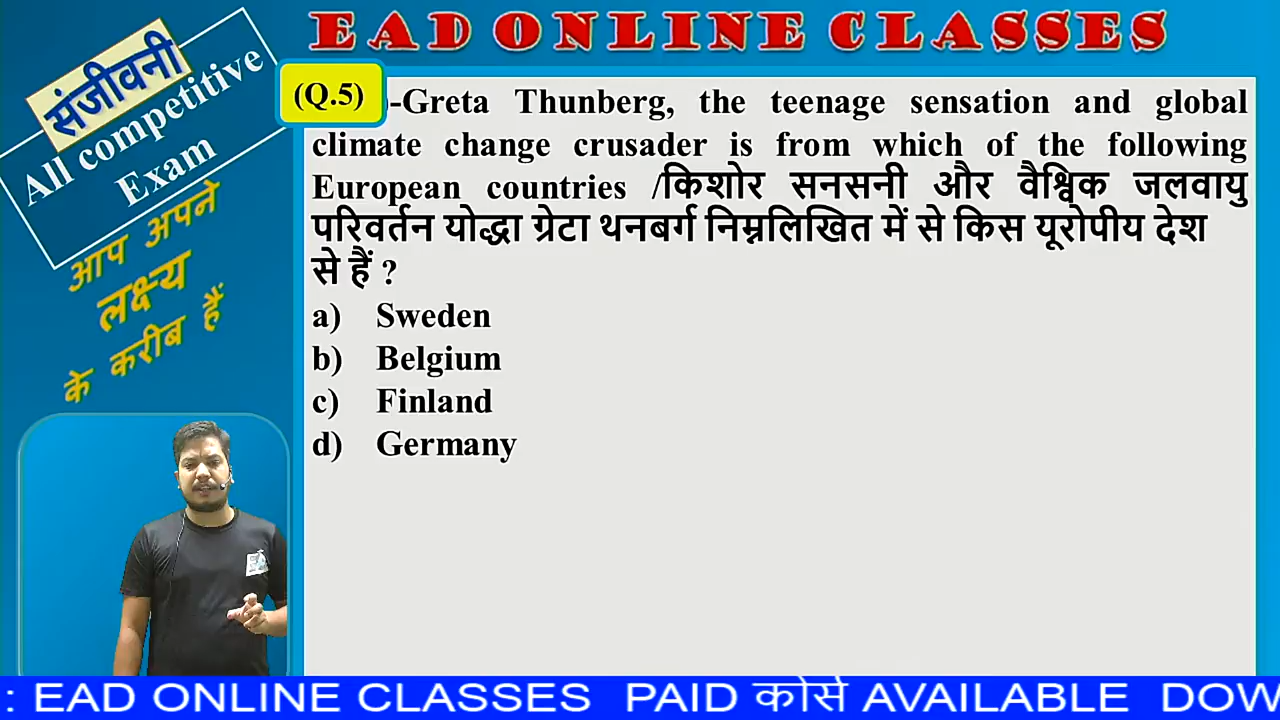 EAD ONLINE CLASSES
संजीवनी
All competitive
Exam
आप अपने
लक्ष्य
के करीब हैं
(Q.5)
-Greta Thunberg, the teenage sensation and global
climate change crusader is from which of the following
European countries /किशोर सनसनी और वैश्विक जलवायु
परिवर्तन योद्धा ग्रेटा थनबर्ग निम्नलिखित में से किस यूरोपीय देश
से हैं ?
a) Sweden
b) Belgium
c) Finland
d) Germany
: EAD ONLINE CLASSES PAID कोर्स AVAILABLE DOW